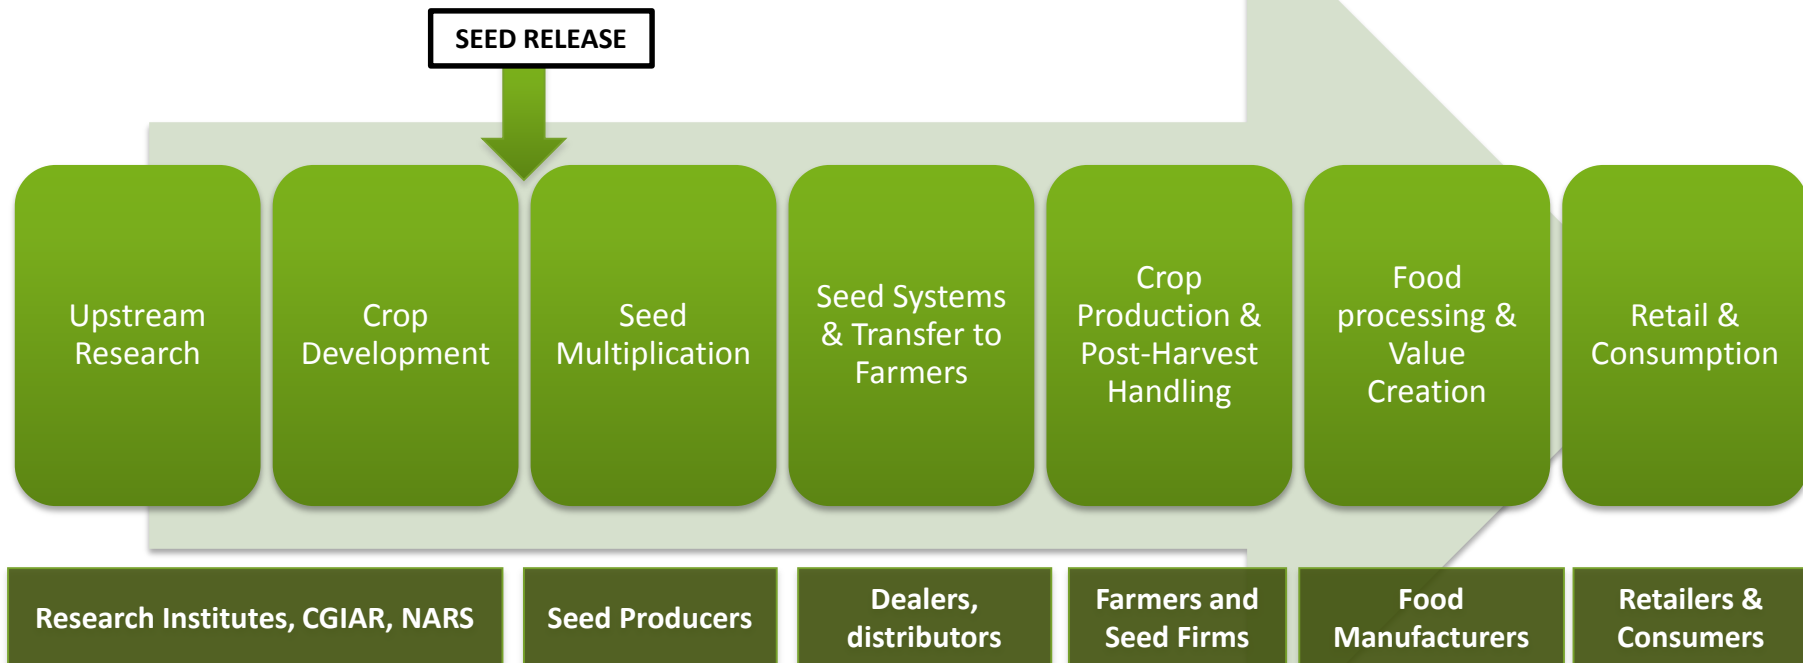 SEED RELEASE
Upstream
Research
Crop
Development
Seed
Multiplication
Seed Systems
& Transfer to
Farmers
Crop
Production &
Post-Harvest
Handling
Food
processing &
Value
Creation
Retail &
Consumption
Research Institutes, CGIAR, NARS
Seed Producers
Dealers,
distributors
Farmers and
Seed Firms
Food
Manufacturers
Retailers &
Consumers